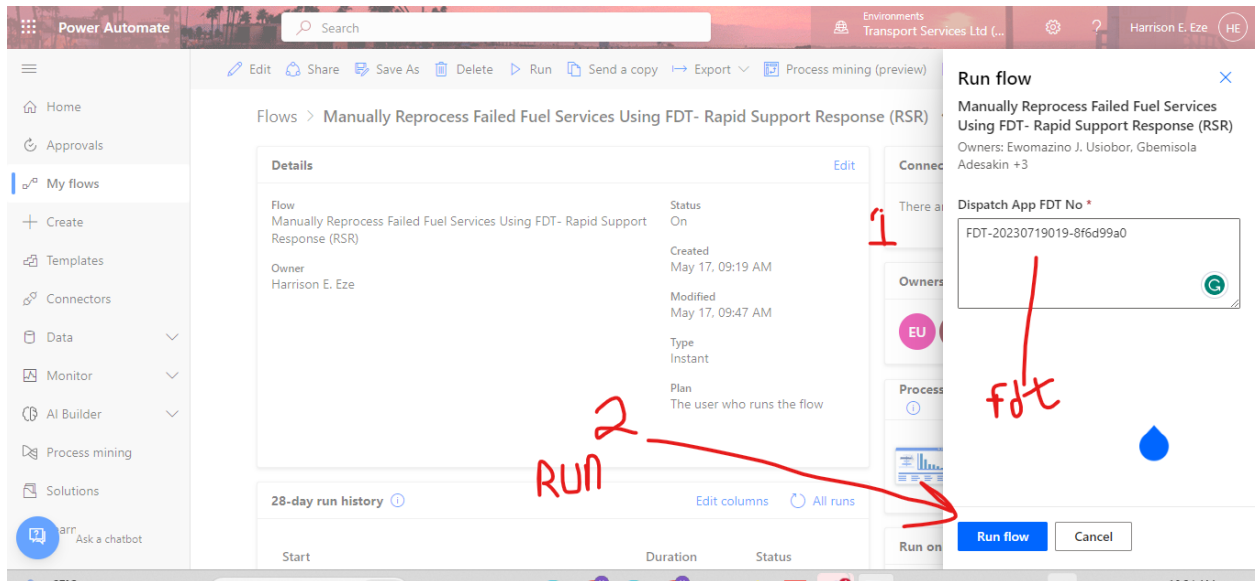 Power Automate
Search
Environments
Transport Services Ltd (...
Harrison E. Eze
HE
Edit
Share
Save As
Delete
Run
Send a copy
Export
Process mining (preview)
Home
Approvals
My flows
Create
Templates
Connectors
Data
Monitor
AI Builder
Process mining
Solutions
Ask a chatbot
Flows > Manually Reprocess Failed Fuel Services Using FDT- Rapid Support Response (RSR)
Details
Edit
Flow
Manually Reprocess Failed Fuel Services Using FDT- Rapid Support
Response (RSR)
Owner
Harrison E. Eze
Status
On
Created
May 17, 09:19 AM
Modified
May 17, 09:47 AM
Type
Instant
Plan
The user who runs the flow
28-day run history
Edit columns
All runs
Start
Duration
Status
Connec
There ar
Owners
EU
Process
Run on
1
2
RUN
Run flow
Manually Reprocess Failed Fuel Services
Using FDT- Rapid Support Response (RSR)
Owners: Ewomazino J. Usiobor, Gbemisola
Adesakin +3
Dispatch App FDT No *
FDT-20230719019-8f6d99a0
fdt
Run flow
Cancel